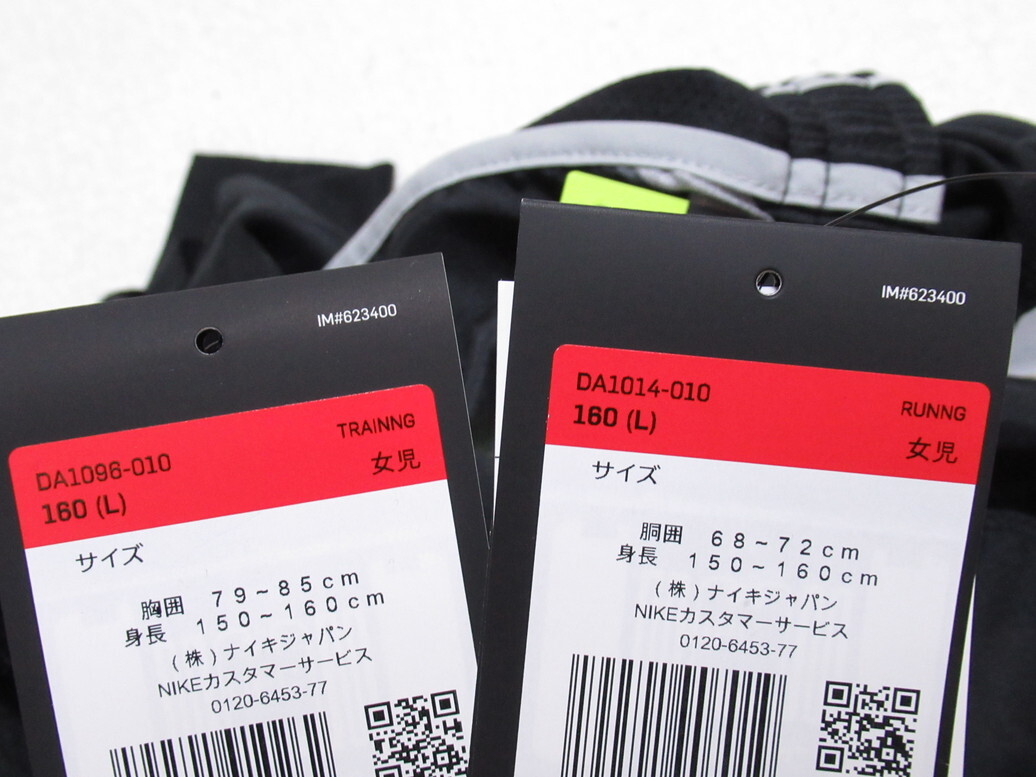 IM#623400
TRAINNG
DA1096-010
女児
160 (L)
サイズ
胸囲 79~85cm
身長 150~160cm
(株)ナイキジャパン
NIKEカスタマーサービス
0120-6453-77
IM#623400
DA1014-010
RUNNG
160 (L)
女児
サイズ
胴囲 68~72cm
身長 150~160cm
(株)ナイキジャパン
NIKEカスタマーサービス
0120-6453-77